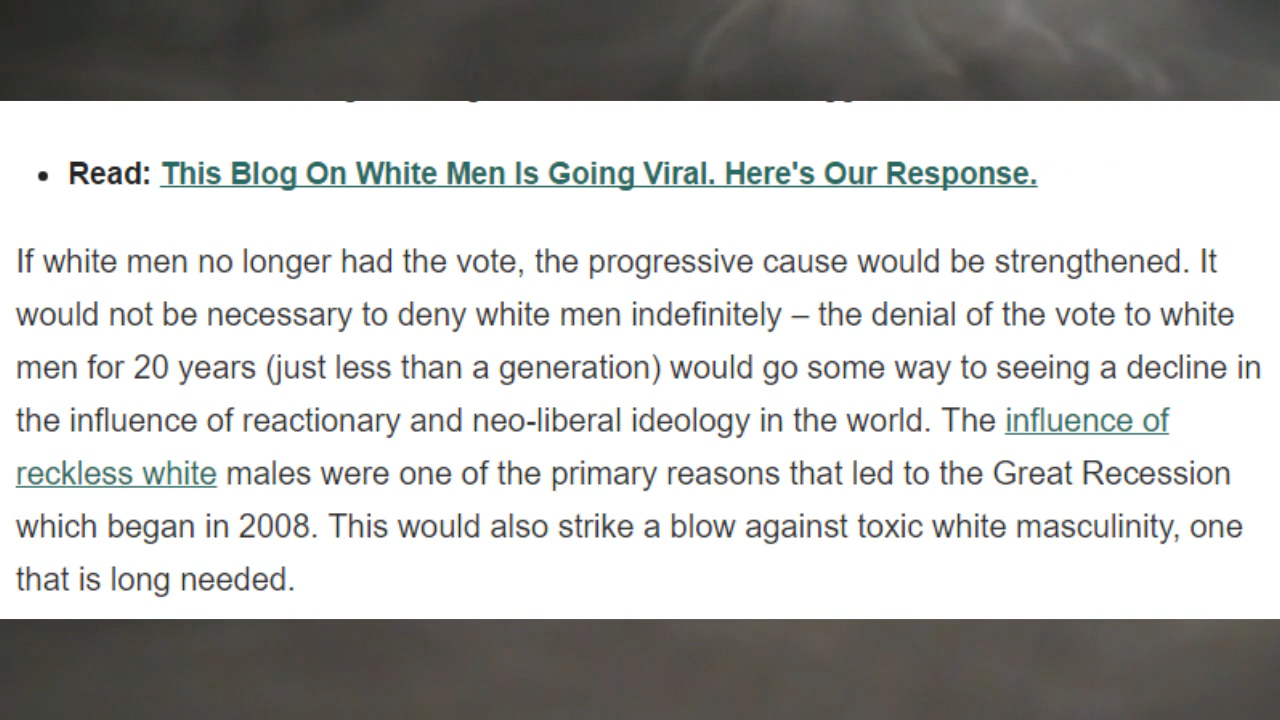 Read: This Blog On White Men Is Going Viral. Here's Our Response.
If white men no longer had the vote, the progressive cause would be strengthened. It
would not be necessary to deny white men indefinitely – the denial of the vote to white
men for 20 years (just less than a generation) would go some way to seeing a decline in
the influence of reactionary and neo-liberal ideology in the world. The influence of
reckless white males were one of the primary reasons that led to the Great Recession
which began in 2008. This would also strike a blow against toxic white masculinity, one
that is long needed.